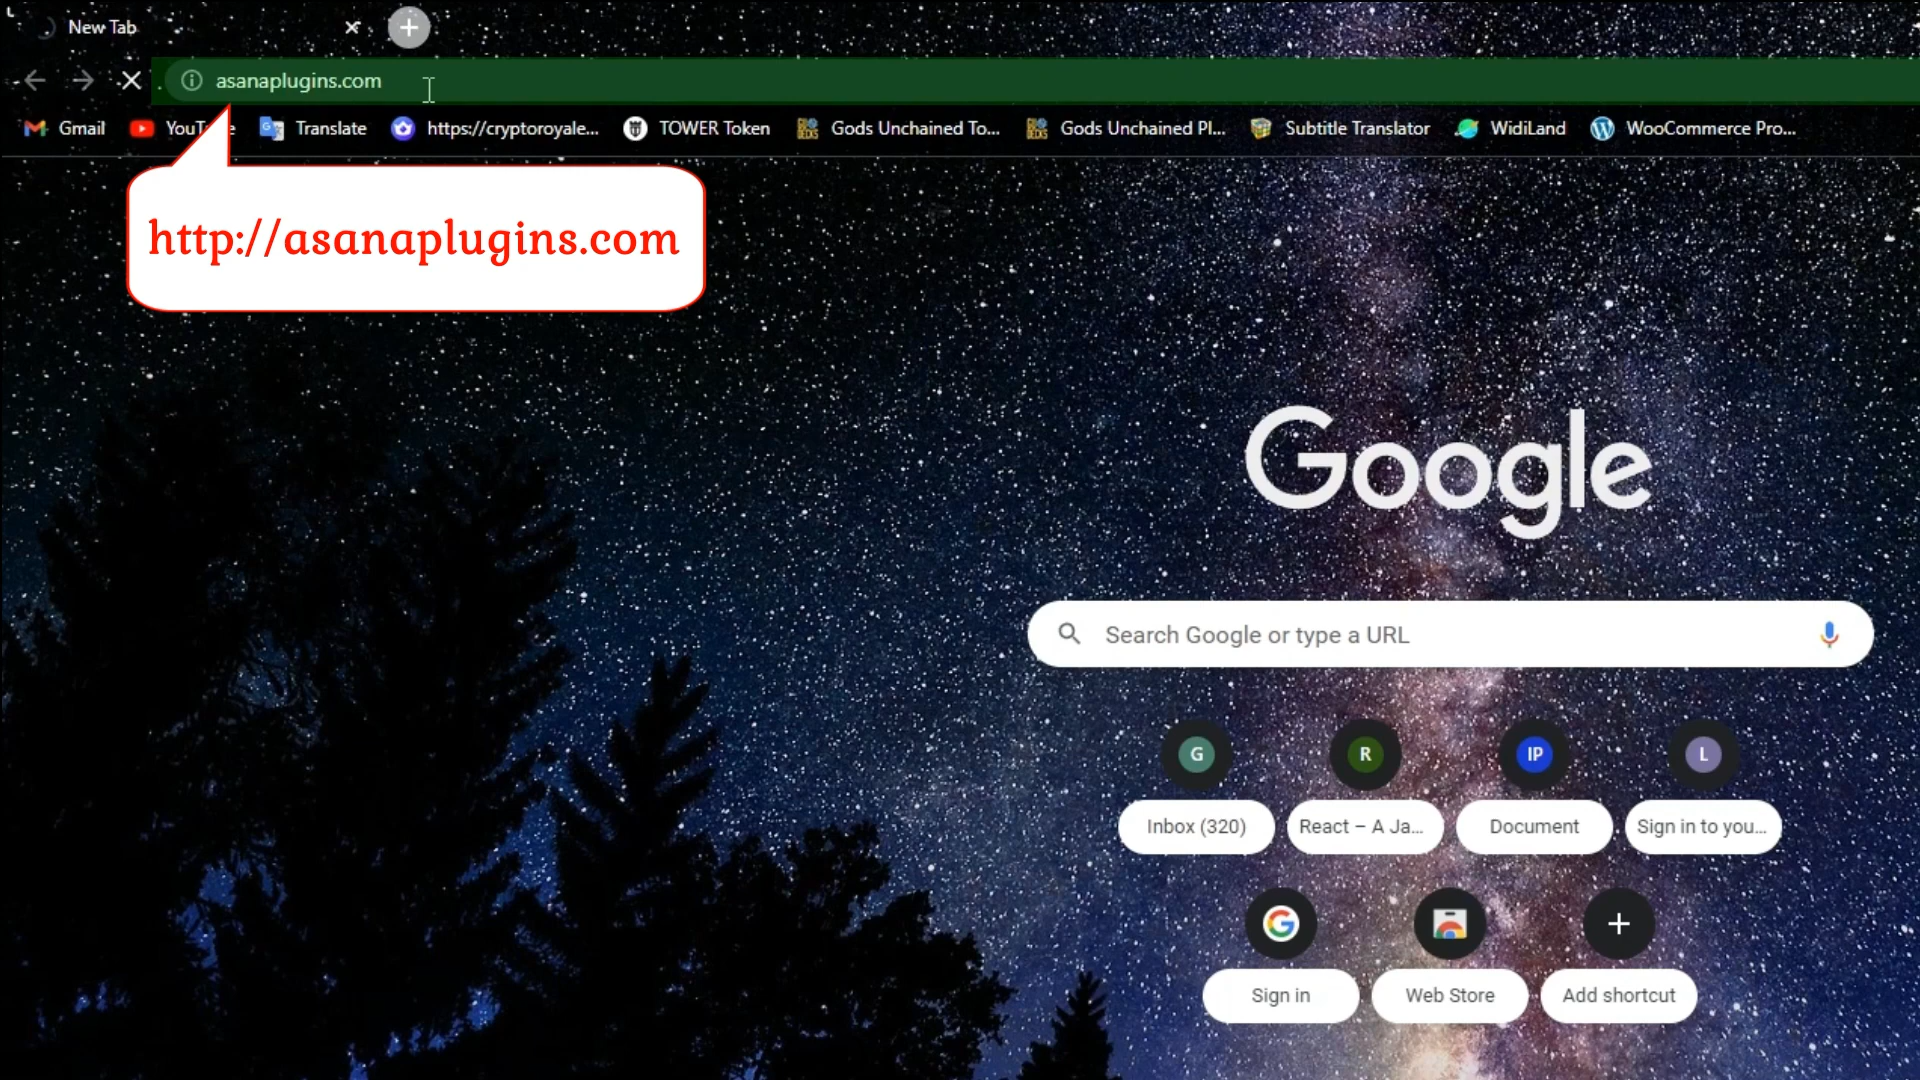 New Tab
asanaplugins.com
Gmail YouT e Translate https://cryptoroyale... TOWER Token Gods Unchained To... Gods Unchained Pl... Subtitle Translator WidiLand WooCommerce Pro...
http://asanaplugins.com
Google
Search Google or type a URL
G R IP L
Inbox (320) React – A Ja... Document Sign in to you...
Sign in Web Store Add shortcut